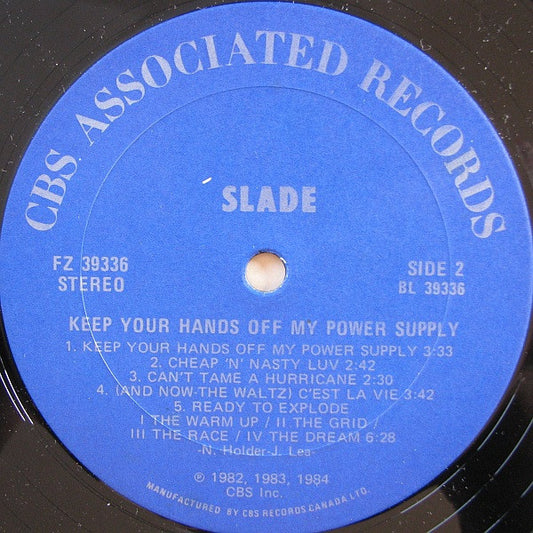 CBS ASSOCIATED RECORDS
SLADE
FZ 39336
STEREO
SIDE 2
BL 39336
KEEP YOUR HANDS OFF MY POWER SUPPLY
1. KEEP YOUR HANDS OFF MY POWER SUPPLY 3:33
2. CHEAP 'N' NASTY LUV 2:42
3. CAN'T TAME A HURRICANE 2:30
4. (AND NOW-THE WALTZ) C'EST LA VIE 3:42
5. READY TO EXPLODE
I THE WARM UP / II THE GRID /
III THE RACE / IV THE DREAM 6:28
-N. Holder-J. Lea-
℗ 1982, 1983, 1984
CBS Inc.
MANUFACTURED BY CBS RECORDS CANADA LTD.